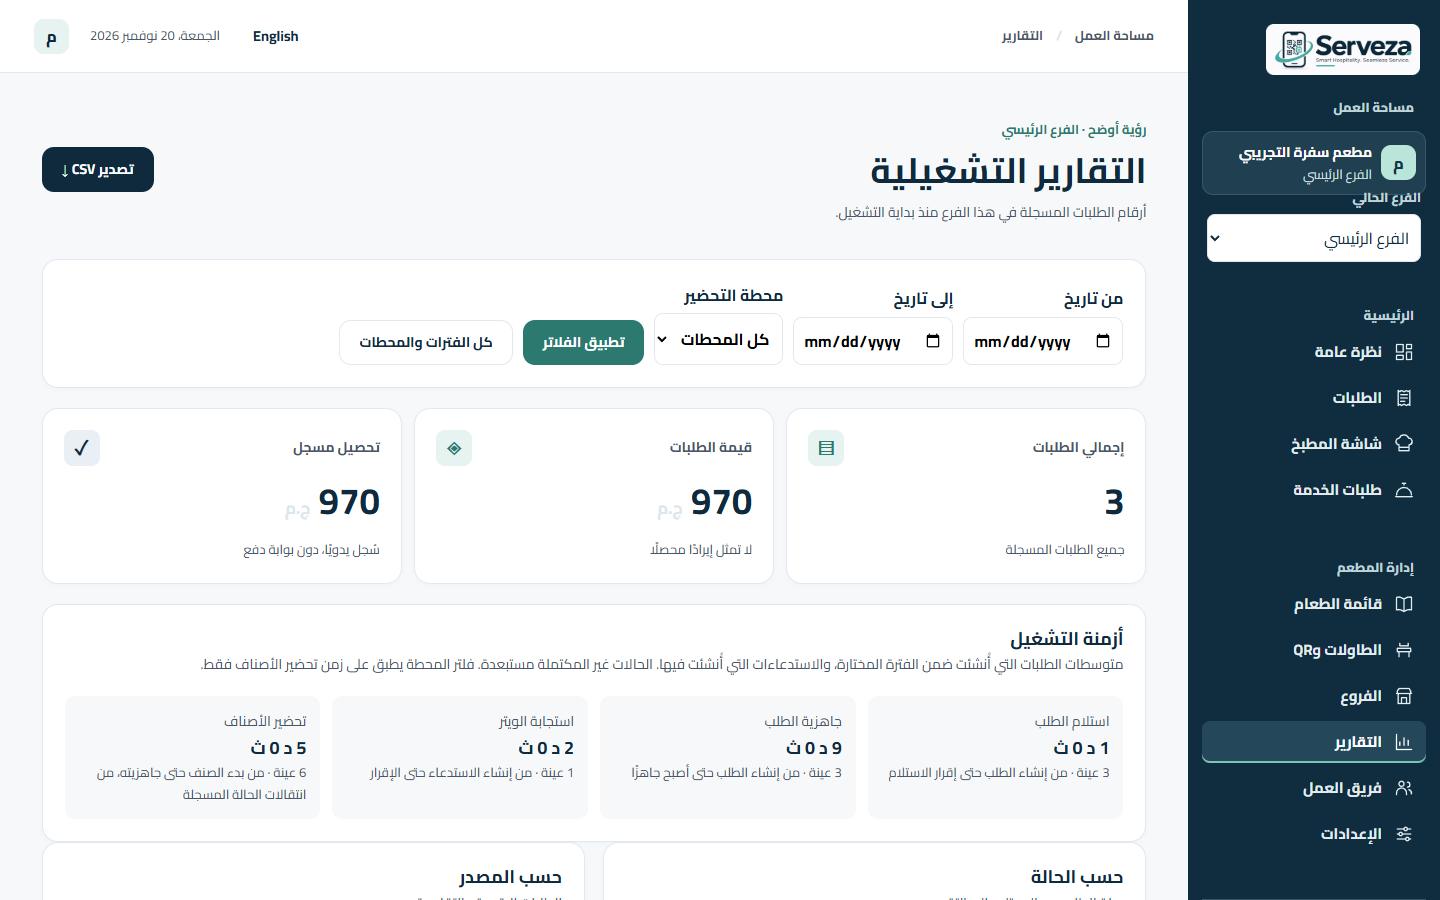 Serveza
Smart Hospitality. Seamless Service.
مساحة العمل
م
مطعم سفرة التجريبي
الفرع الرئيسي
الفرع الحالي
الفرع الرئيسي
الرئيسية
نظرة عامة
الطلبات
شاشة المطبخ
طلبات الخدمة
إدارة المطعم
قائمة الطعام
الطاولات وQR
الفروع
التقارير
فريق العمل
الإعدادات
مساحة العمل / التقارير
English
الجمعة، 20 نوفمبر 2026
م
رؤية أوضح · الفرع الرئيسي
التقارير التشغيلية
أرقام الطلبات المسجلة في هذا الفرع منذ بداية التشغيل.
تصدير CSV ↓
من تاريخ
mm/dd/yyyy
إلى تاريخ
mm/dd/yyyy
محطة التحضير
كل المحطات
تطبيق الفلاتر
كل الفترات والمحطات
إجمالي الطلبات
3
جميع الطلبات المسجلة
قيمة الطلبات
970 ج.م
لا تمثل إيرادًا محصلًا
تحصيل مسجل
970 ج.م
سُجل يدويًا، دون بوابة دفع
أزمنة التشغيل
متوسطات الطلبات التي أُنشئت ضمن الفترة المختارة، والاستدعاءات التي أُنشئت فيها. الحالات غير المكتملة مستبعدة. فلتر المحطة يطبق على زمن تحضير الأصناف فقط.
استلام الطلب
1 د 0 ث
3 عينة · من إنشاء الطلب حتى إقرار الاستلام
جاهزية الطلب
9 د 0 ث
3 عينة · من إنشاء الطلب حتى أصبح جاهزًا
استجابة الويتر
2 د 0 ث
1 عينة · من إنشاء الاستدعاء حتى الإقرار
تحضير الأصناف
5 د 0 ث
6 عينة · من بدء الصنف حتى جاهزيته، من
انتقالات الحالة المسجلة
حسب الحالة
حسب المصدر